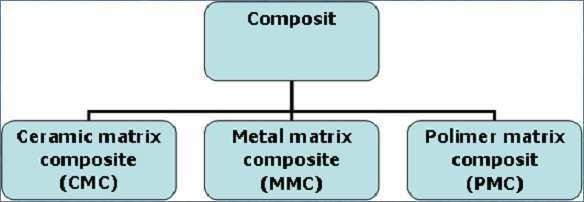 Composit
Ceramic matrix
composite
(CMC)
Metal matrix
composite
(MMC)
Polimer matrix
composit
(PMC)